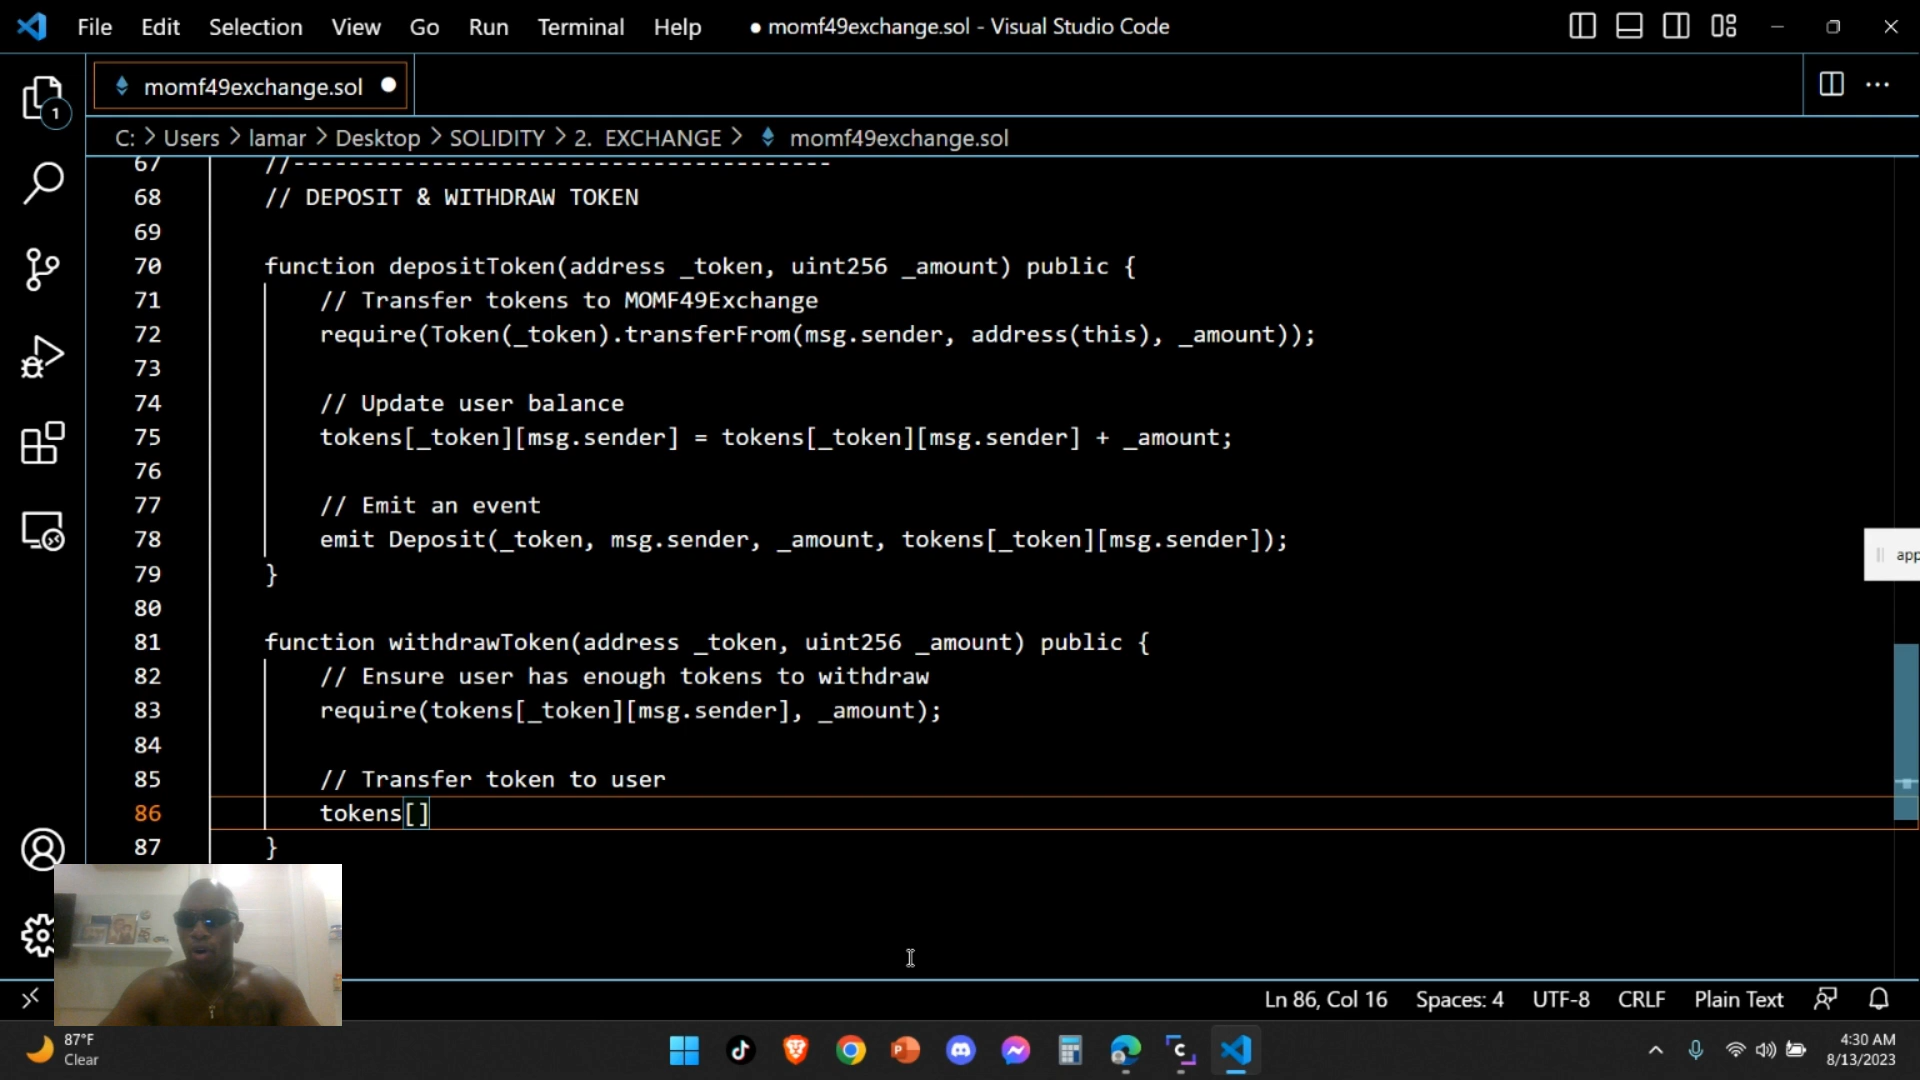 File Edit Selection View Go Run Terminal Help ● momf49exchange.sol - Visual Studio Code
momf49exchange.sol
1
C: > Users > lamar > Desktop > SOLIDITY > 2. EXCHANGE > momf49exchange.sol
67 //---------------------------------------
68 // DEPOSIT & WITHDRAW TOKEN
69
70 function depositToken(address _token, uint256 _amount) public {
71 // Transfer tokens to MOMF49Exchange
72 require(Token(_token).transferFrom(msg.sender, address(this), _amount));
73
74 // Update user balance
75 tokens[_token][msg.sender] = tokens[_token][msg.sender] + _amount;
76
77 // Emit an event
78 emit Deposit(_token, msg.sender, _amount, tokens[_token][msg.sender]);
79 }
80
81 function withdrawToken(address _token, uint256 _amount) public {
82 // Ensure user has enough tokens to withdraw
83 require(tokens[_token][msg.sender], _amount);
84
85 // Transfer token to user
86 tokens[]
87 }
app
Ln 86, Col 16 Spaces: 4 UTF-8 CRLF Plain Text
87°F
Clear
4:30 AM
8/13/2023